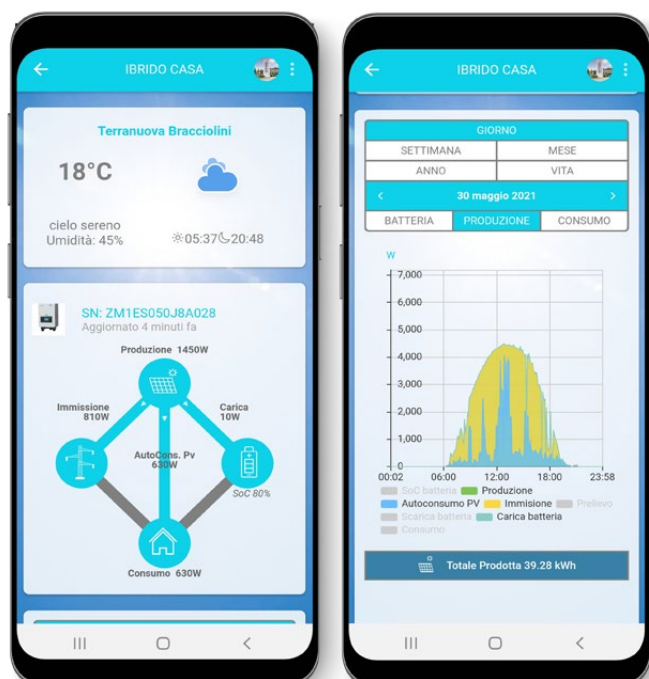 IBRIDO CASA
Terranuova Bracciolini
18°C
cielo sereno
Umidità: 45%
05:37 20:48
SN: ZM1ES050J8A028
Aggiornato 4 minuti fa
Produzione 1450W
Immissione
810W
Carica
10W
AutoCons. Pv
630W
SoC 80%
Consumo 630W
IBRIDO CASA
GIORNO
SETTIMANA MESE
ANNO VITA
< 30 maggio 2021 >
BATTERIA PRODUZIONE CONSUMO
W
7,000
6,000
5,000
4,000
3,000
2,000
1,000
0
00:02 06:00 12:00 18:00 23:58
SoC batteria Produzione
Autoconsumo PV Immisione Prelievo
Scarica batteria Carica batteria
Consumo
Totale Prodotta 39.28 kWh